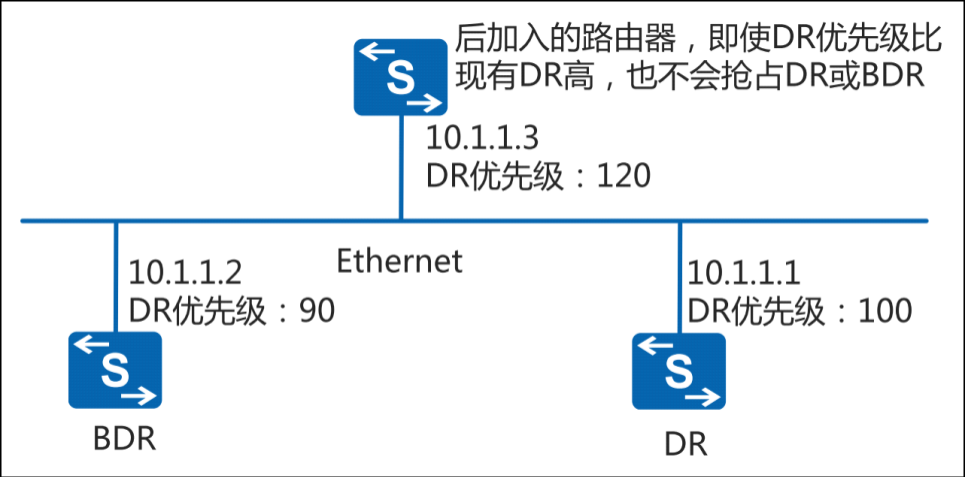 后加入的路由器，即使DR优先级比
现有DR高，也不会抢占DR或BDR
S
10.1.1.3
DR优先级：120
Ethernet
10.1.1.2
DR优先级：90
S
BDR
10.1.1.1
DR优先级：100
S
DR